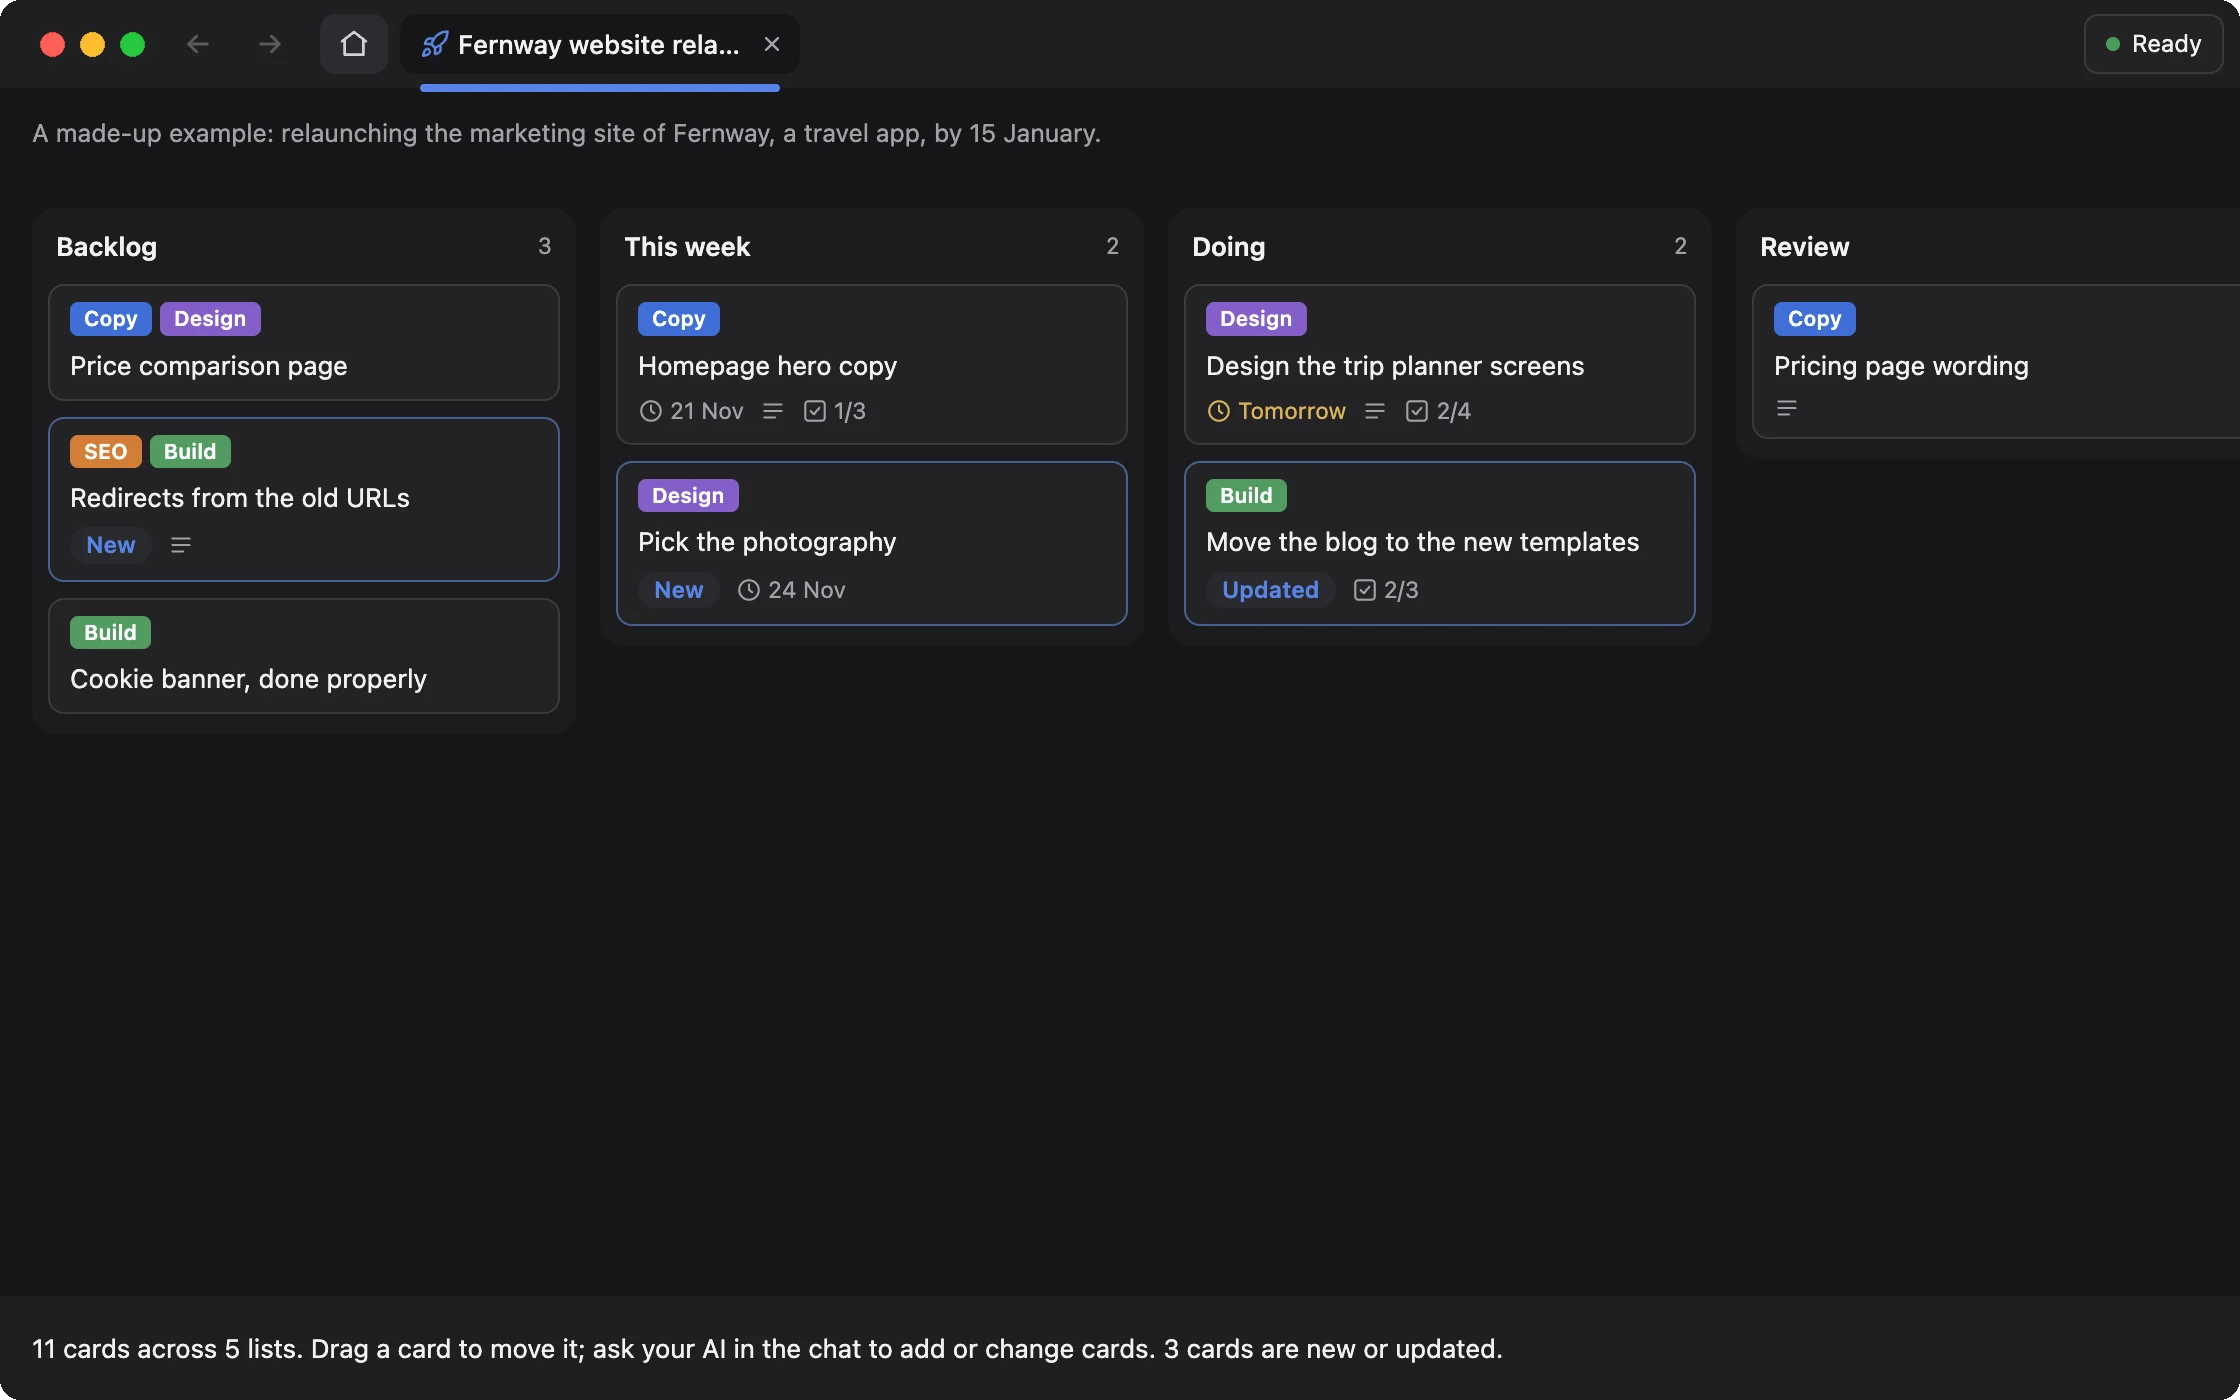 Fernway website rela...
Ready
A made-up example: relaunching the marketing site of Fernway, a travel app, by 15 January.
Backlog 3
Copy Design
Price comparison page
SEO Build
Redirects from the old URLs
New
Build
Cookie banner, done properly
This week 2
Copy
Homepage hero copy
21 Nov 1/3
Design
Pick the photography
New 24 Nov
Doing 2
Design
Design the trip planner screens
Tomorrow 2/4
Build
Move the blog to the new templates
Updated 2/3
Review
Copy
Pricing page wording
11 cards across 5 lists. Drag a card to move it; ask your AI in the chat to add or change cards. 3 cards are new or updated.